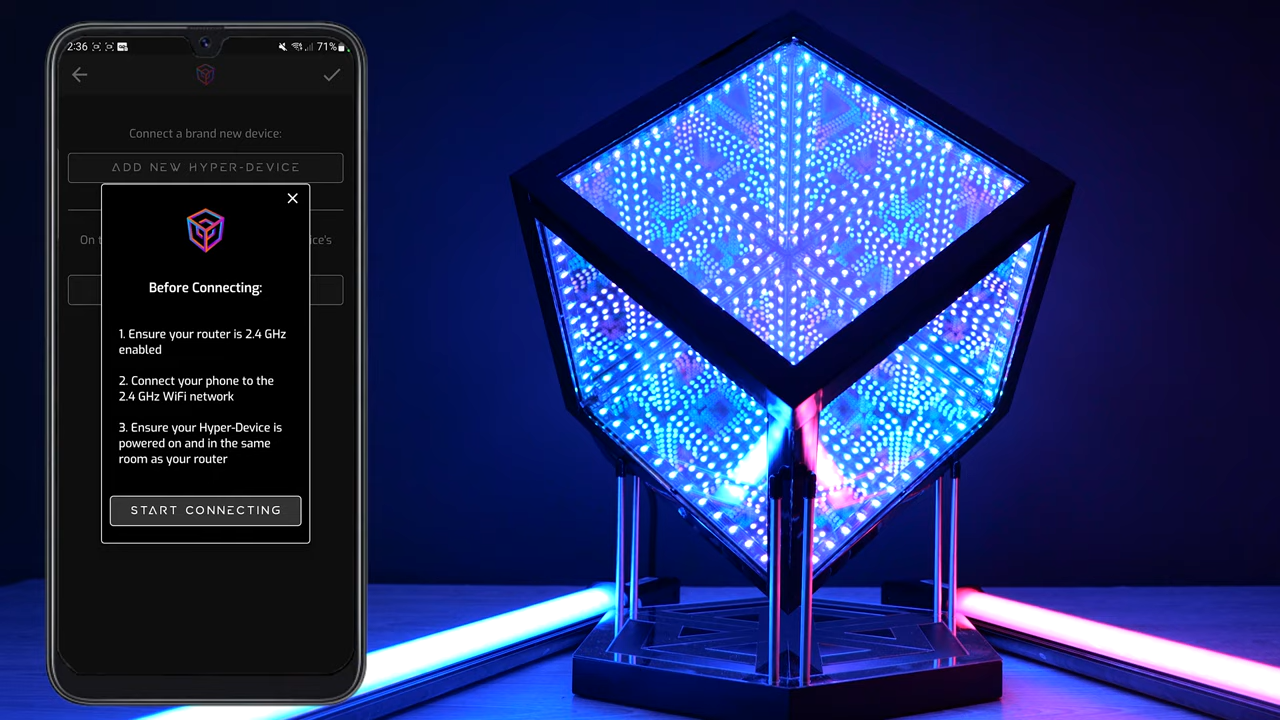 2:36
71%
Connect a brand new device:
ADD NEW HYPER-DEVICE
On t
ice's
Before Connecting:
1. Ensure your router is 2.4 GHz
enabled
2. Connect your phone to the
2.4 GHz WiFi network
3. Ensure your Hyper-Device is
powered on and in the same
room as your router
START CONNECTING